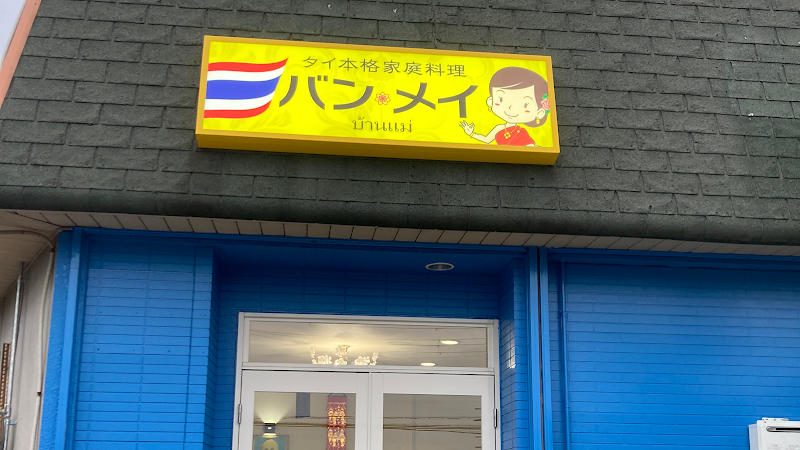 タイ本格家庭料理
バン メイ
บ้านแม่